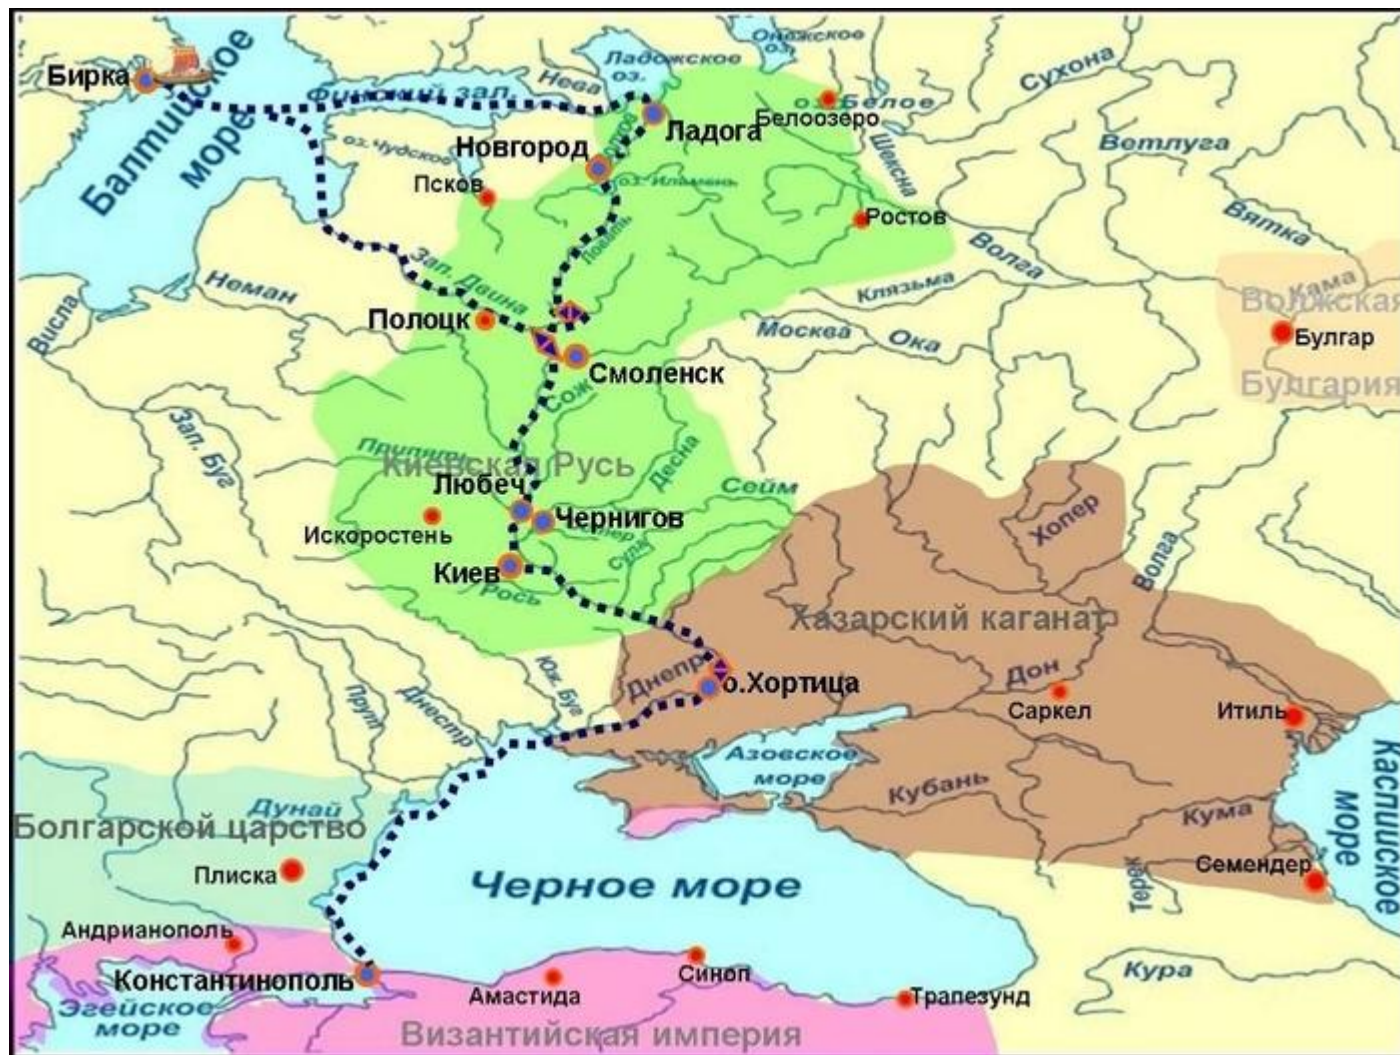 Онежское
оз.
Ладожское
оз.
Сухона
Бирка
Балтийское
море
Финский зал.
Нева
оз. Белое
Белоозеро
Ладога
Новгород
оз. Чудское
Псков
оз. Ильмень
Шексна
Ветлуга
Ростов
Вятка
Волга
Ловать
Зап. Двина
Неман
Висла
Клязьма
Кама
Волжская
Булгар
Булгария
Полоцк
Москва
Ока
Смоленск
Сож
Зап. Буг
Припять
Киевская Русь
Десна
Сейм
Любеч
Чернигов
Искоростень
Сула
Киев
Рось
Хопер
Волга
Хазарский каганат
Днепр
о.Хортица
Дон
Саркел
Итиль
Юж. Буг
Прут
Днестр
Азовское
море
Кубань
Кума
Каспийское
море
Дунай
Болгарской царство
Плиска
Черное море
Семендер
Терек
Андрианополь
Константинополь
Синоп
Амастида
Трапезунд
Кура
Эгейское
море
Византийская империя